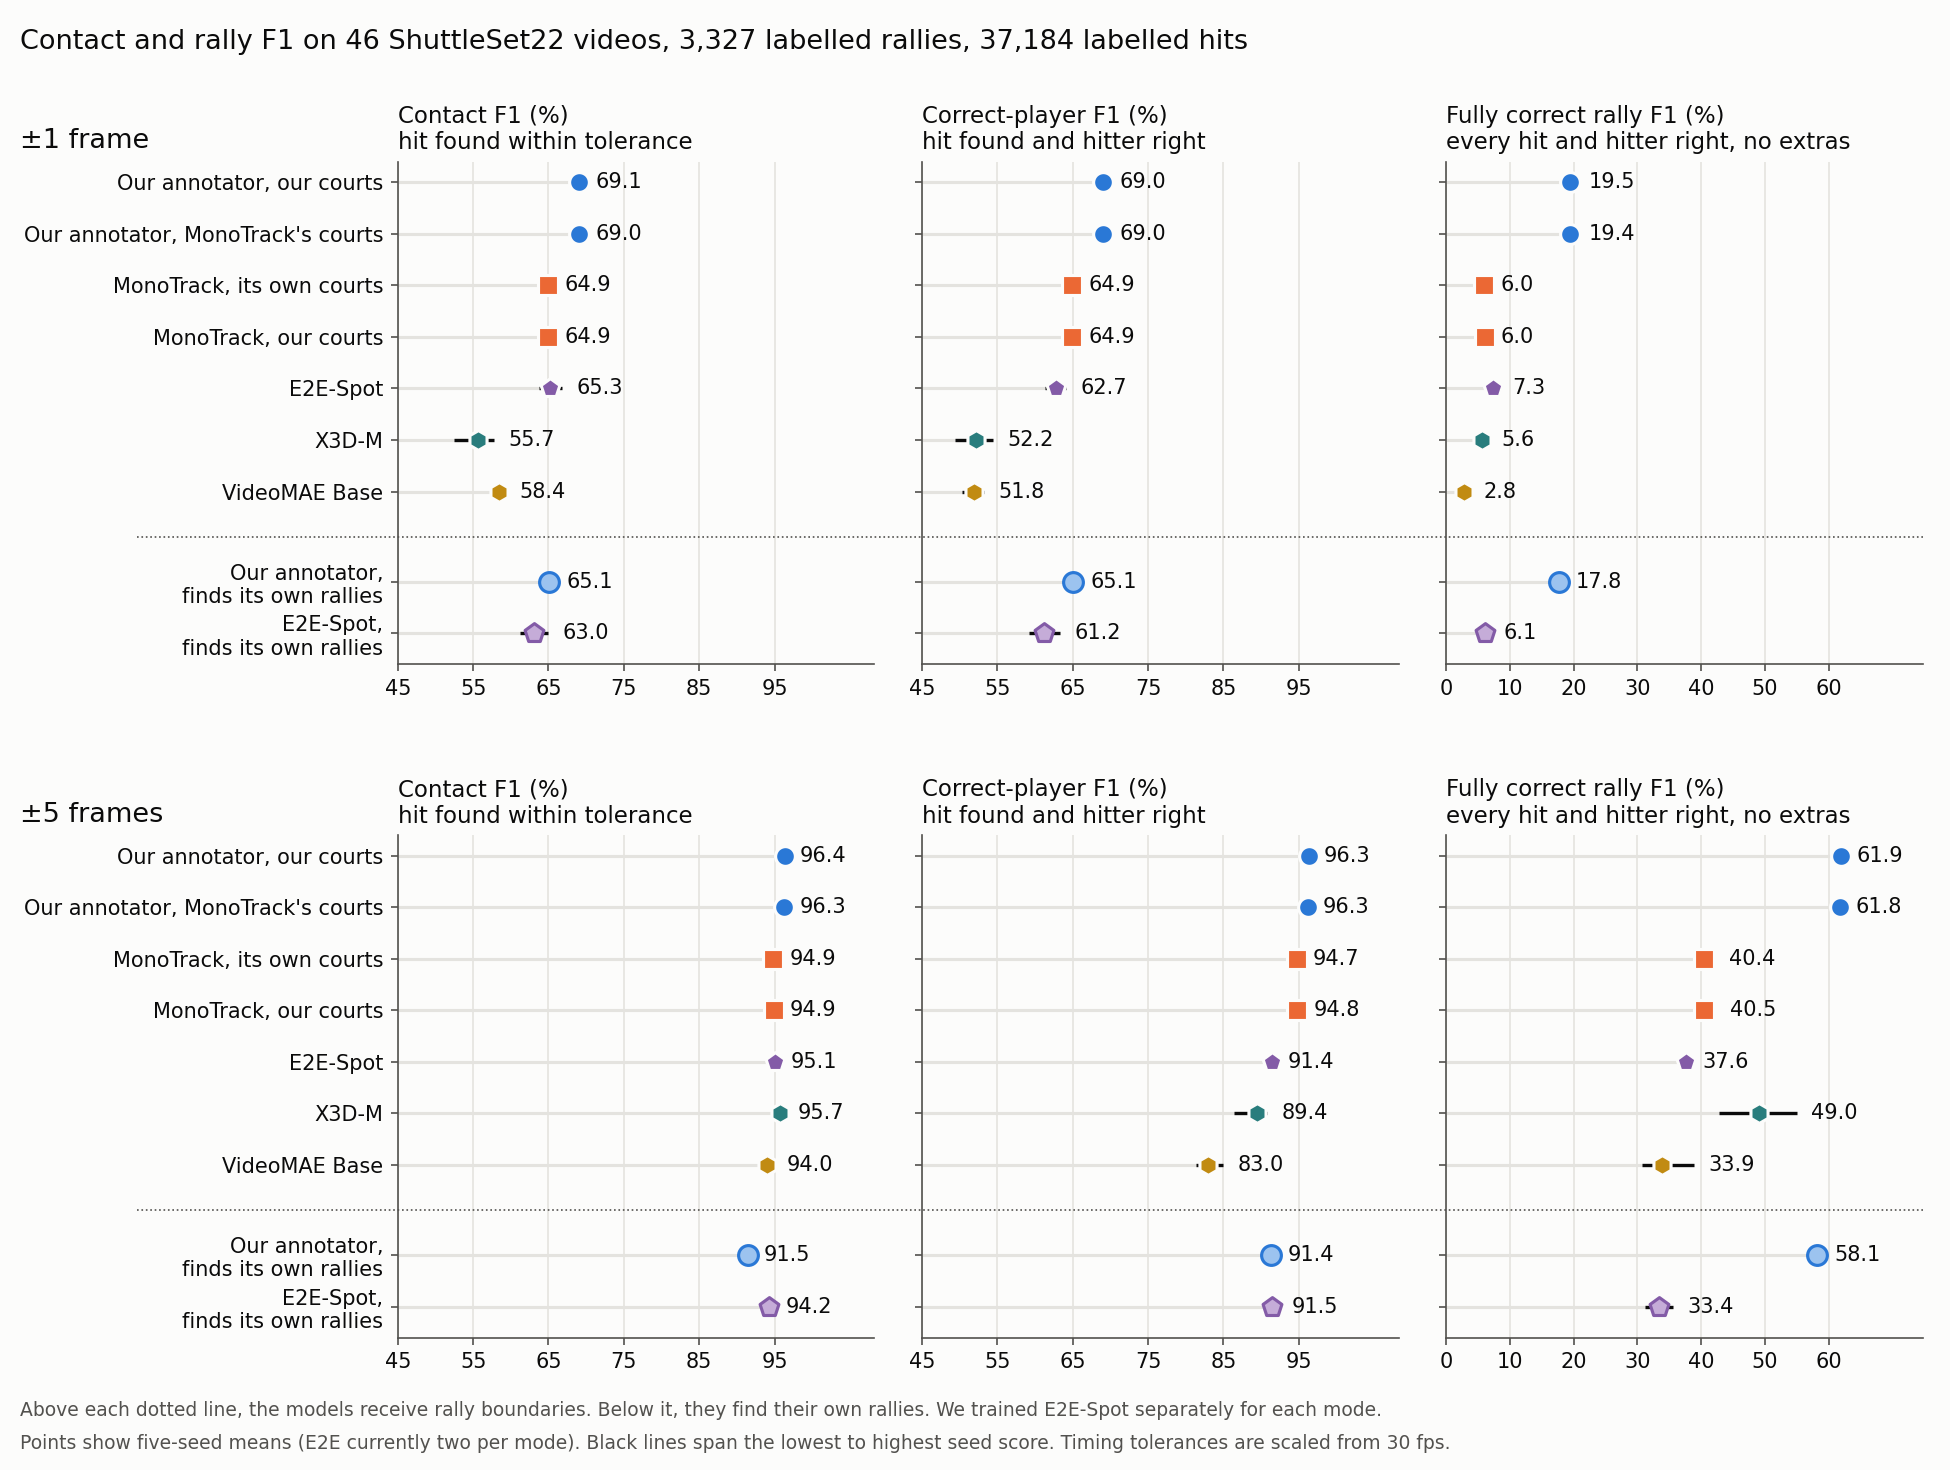 Contact and rally F1 on 46 ShuttleSet22 videos, 3,327 labelled rallies, 37,184 labelled hits
±1 frame
Contact F1 (%)
hit found within tolerance
Correct-player F1 (%)
hit found and hitter right
Fully correct rally F1 (%)
every hit and hitter right, no extras
Our annotator, our courts 69.1 69.0 19.5
Our annotator, MonoTrack's courts 69.0 69.0 19.4
MonoTrack, its own courts 64.9 64.9 6.0
MonoTrack, our courts 64.9 64.9 6.0
E2E-Spot 65.3 62.7 7.3
X3D-M 55.7 52.2 5.6
VideoMAE Base 58.4 51.8 2.8
Our annotator,
finds its own rallies 65.1 65.1 17.8
E2E-Spot,
finds its own rallies 63.0 61.2 6.1
45 55 65 75 85 95 45 55 65 75 85 95 0 10 20 30 40 50 60
±5 frames
Contact F1 (%)
hit found within tolerance
Correct-player F1 (%)
hit found and hitter right
Fully correct rally F1 (%)
every hit and hitter right, no extras
Our annotator, our courts 96.4 96.3 61.9
Our annotator, MonoTrack's courts 96.3 96.3 61.8
MonoTrack, its own courts 94.9 94.7 40.4
MonoTrack, our courts 94.9 94.8 40.5
E2E-Spot 95.1 91.4 37.6
X3D-M 95.7 89.4 49.0
VideoMAE Base 94.0 83.0 33.9
Our annotator,
finds its own rallies 91.5 91.4 58.1
E2E-Spot,
finds its own rallies 94.2 91.5 33.4
45 55 65 75 85 95 45 55 65 75 85 95 0 10 20 30 40 50 60
Above each dotted line, the models receive rally boundaries. Below it, they find their own rallies. We trained E2E-Spot separately for each mode.
Points show five-seed means (E2E currently two per mode). Black lines span the lowest to highest seed score. Timing tolerances are scaled from 30 fps.